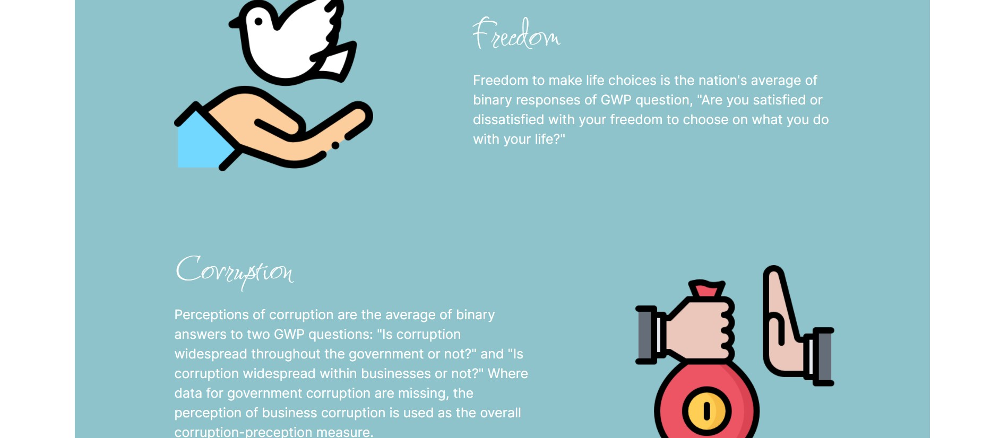 Freedom
Freedom to make life choices is the nation's average of
binary responses of GWP question, "Are you satisfied or
dissatisfied with your freedom to choose on what you do
with your life?"
Corruption
Perceptions of corruption are the average of binary
answers to two GWP questions: "Is corruption
widespread throughout the government or not?" and "Is
corruption widespread within businesses or not?" Where
data for government corruption are missing, the
perception of business corruption is used as the overall
corruption-preception measure.